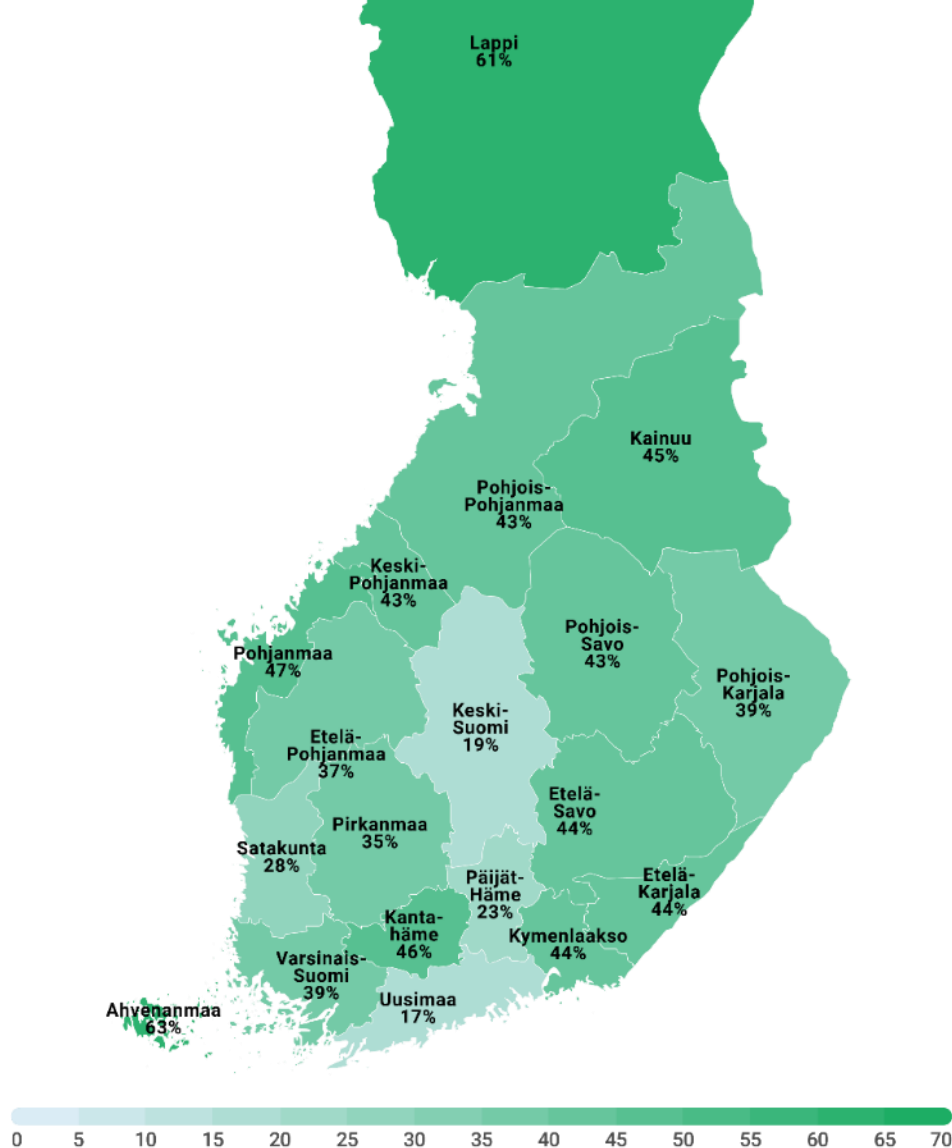 Lappi
61%
Kainuu
45%
Pohjois-
Pohjanmaa
43%
Keski-
Pohjanmaa
43%
Pohjois-
Savo
43%
Pohjanmaa
47%
Pohjois-
Karjala
39%
Keski-
Suomi
19%
Etelä-
Pohjanmaa
37%
Etelä-
Savo
44%
Pirkanmaa
35%
Satakunta
28%
Päijät-
Häme
23%
Etelä-
Karjala
44%
Kanta-
häme
46%
Kymenlaakso
44%
Varsinais-
Suomi
39%
Uusimaa
17%
Ahvenanmaa
63%
0 5 10 15 20 25 30 35 40 45 50 55 60 65 70